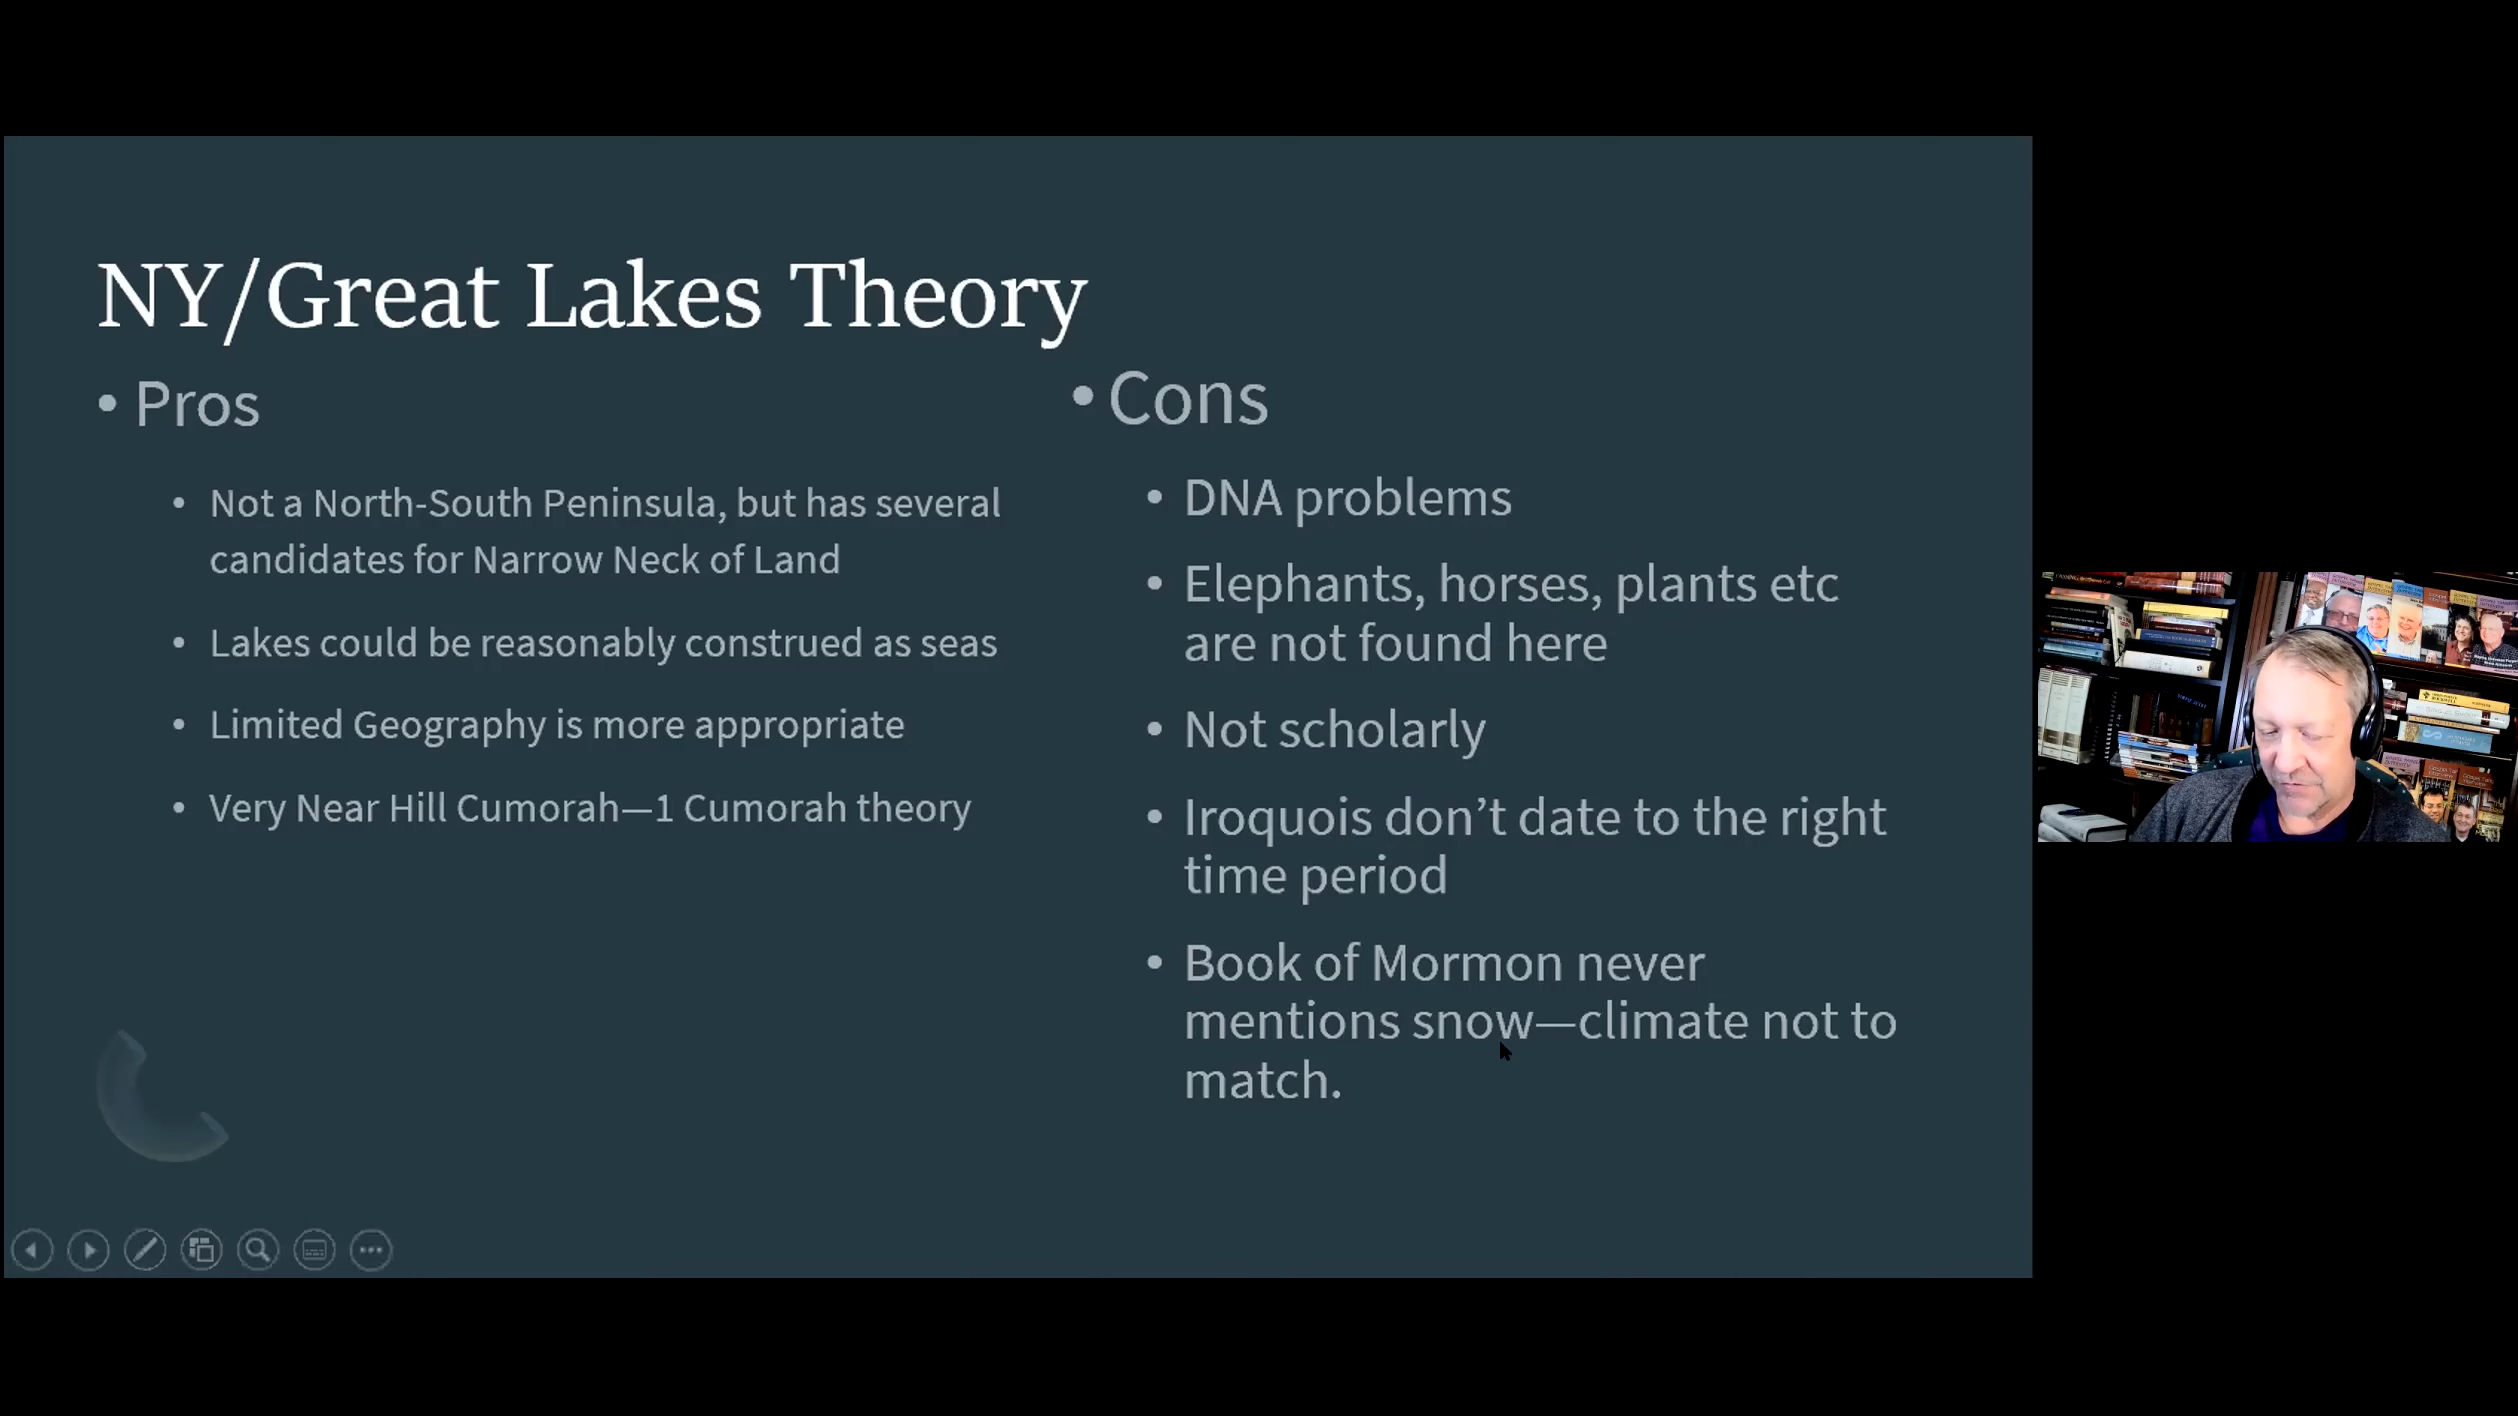 NY/Great Lakes Theory
• Pros
• Not a North-South Peninsula, but has several
candidates for Narrow Neck of Land
• Lakes could be reasonably construed as seas
• Limited Geography is more appropriate
• Very Near Hill Cumorah—1 Cumorah theory
• Cons
• DNA problems
• Elephants, horses, plants etc
are not found here
• Not scholarly
• Iroquois don’t date to the right
time period
• Book of Mormon never
mentions snow—climate not to
match.